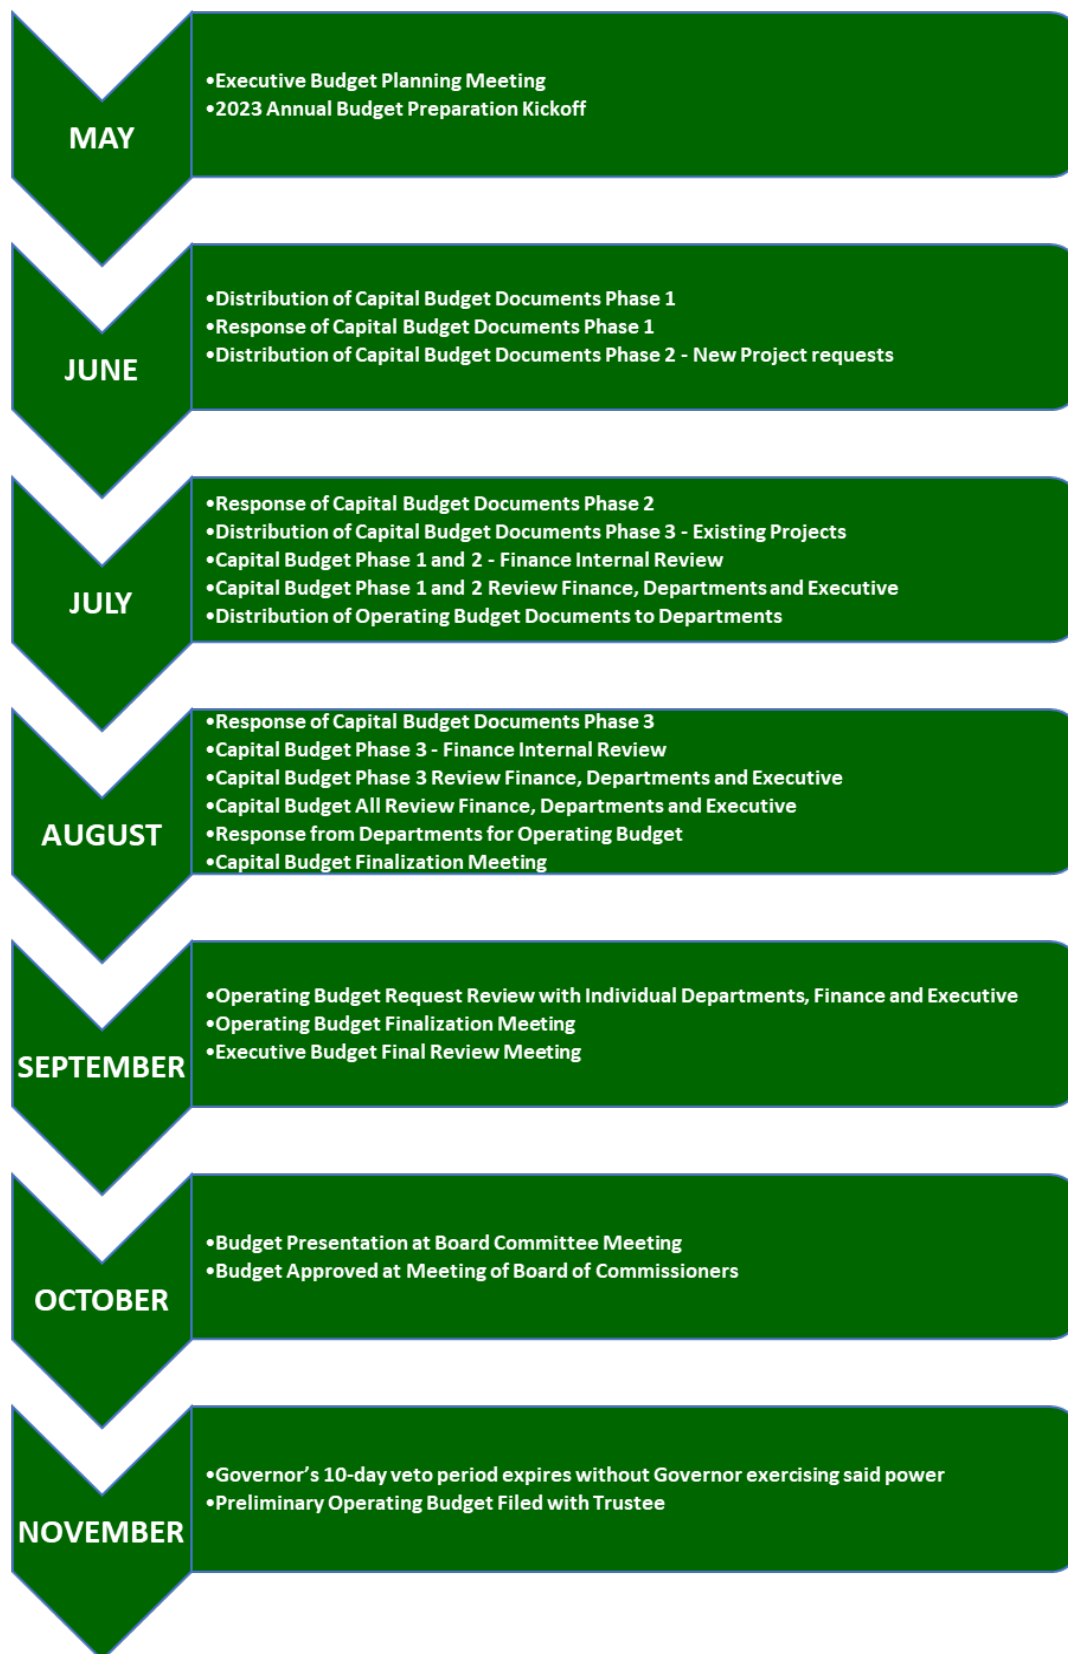 MAY
•Executive Budget Planning Meeting
•2023 Annual Budget Preparation Kickoff
JUNE
•Distribution of Capital Budget Documents Phase 1
•Response of Capital Budget Documents Phase 1
•Distribution of Capital Budget Documents Phase 2 - New Project requests
JULY
•Response of Capital Budget Documents Phase 2
•Distribution of Capital Budget Documents Phase 3 - Existing Projects
•Capital Budget Phase 1 and 2 - Finance Internal Review
•Capital Budget Phase 1 and 2 Review Finance, Departments and Executive
•Distribution of Operating Budget Documents to Departments
AUGUST
•Response of Capital Budget Documents Phase 3
•Capital Budget Phase 3 - Finance Internal Review
•Capital Budget Phase 3 Review Finance, Departments and Executive
•Capital Budget All Review Finance, Departments and Executive
•Response from Departments for Operating Budget
•Capital Budget Finalization Meeting
SEPTEMBER
•Operating Budget Request Review with Individual Departments, Finance and Executive
•Operating Budget Finalization Meeting
•Executive Budget Final Review Meeting
OCTOBER
•Budget Presentation at Board Committee Meeting
•Budget Approved at Meeting of Board of Commissioners
NOVEMBER
•Governor’s 10-day veto period expires without Governor exercising said power
•Preliminary Operating Budget Filed with Trustee